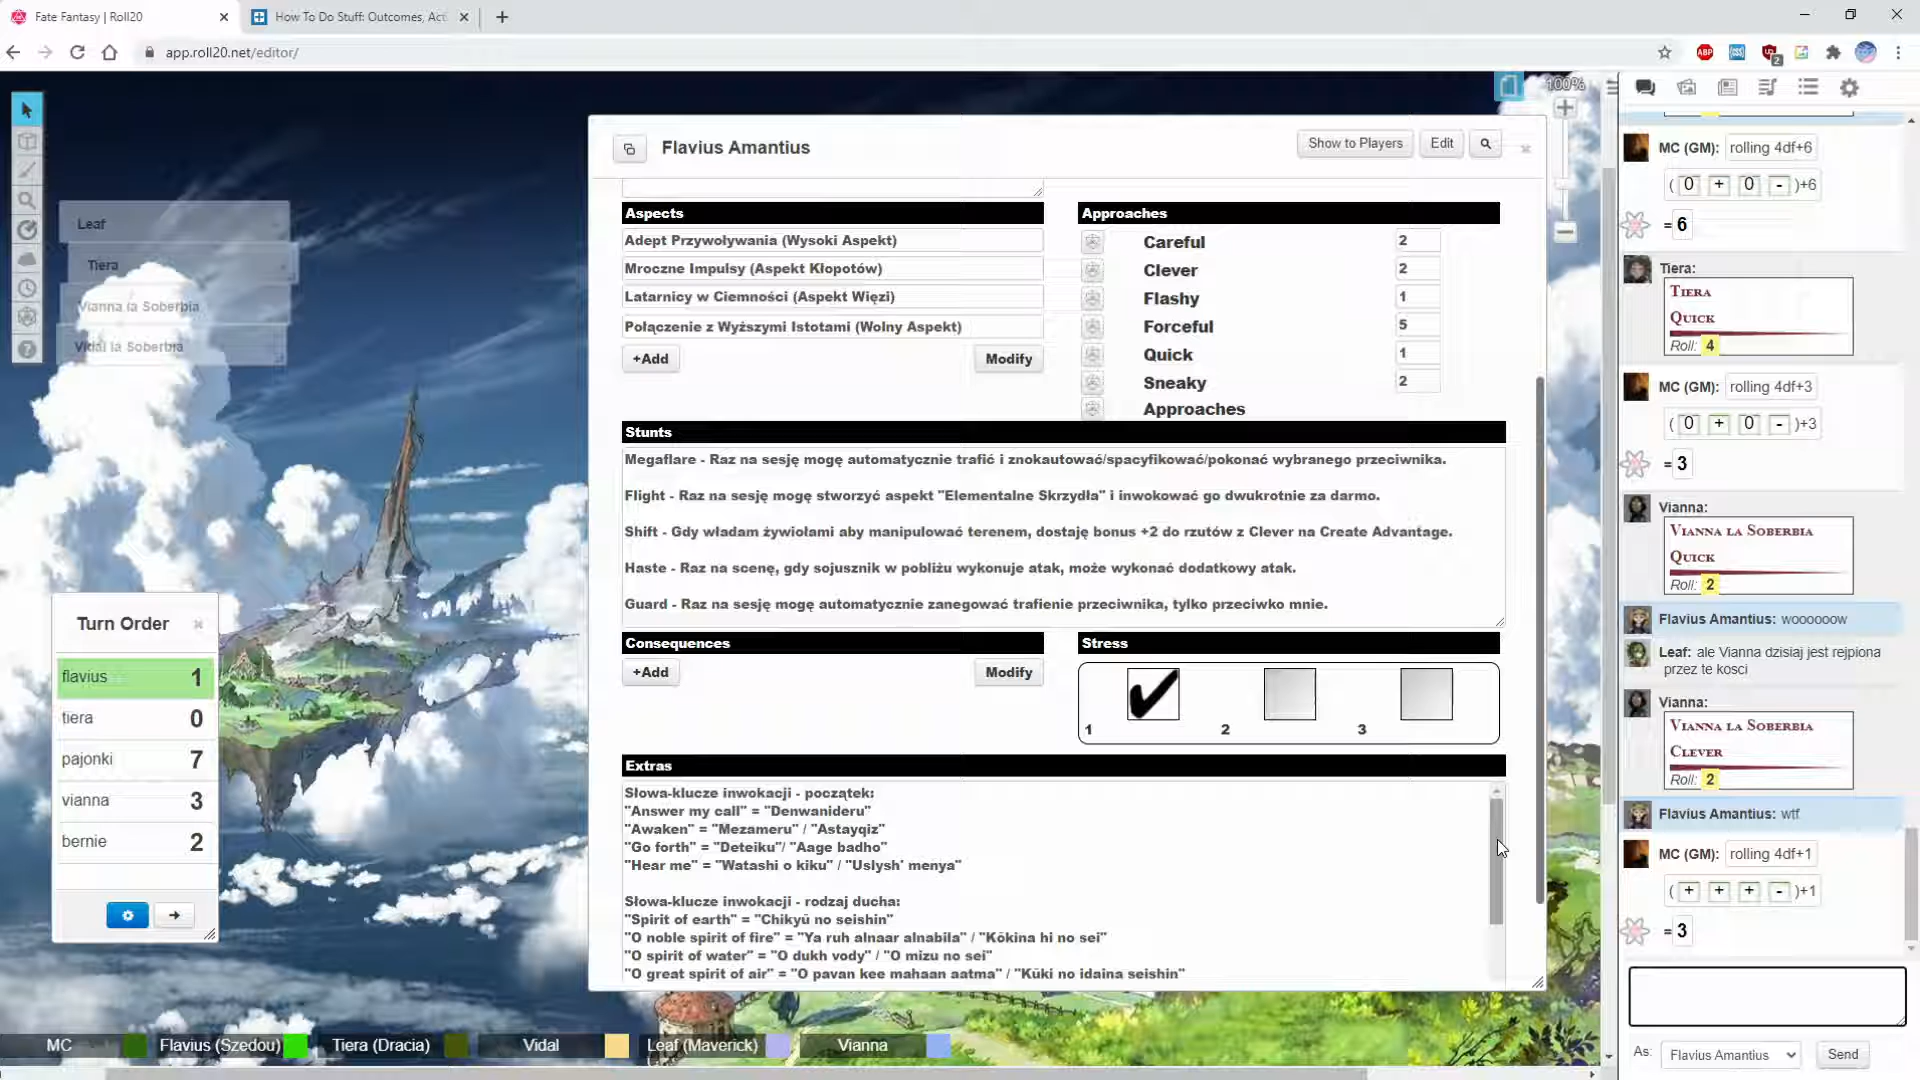 Fate Fantasy | Roll20
How To Do Stuff: Outcomes, Act
app.roll20.net/editor/
ABP
2
100%
Leaf
Tiera
Vianna la Soberbia
Vidal la Soberbia
Turn Order
flavius 1
tiera 0
pajonki 7
vianna 3
bernie 2
Flavius Amantius
Show to Players
Edit
Aspects
Adept Przywoływania (Wysoki Aspekt)
Mroczne Impulsy (Aspekt Kłopotów)
Latarnicy w Ciemności (Aspekt Więzi)
Połączenie z Wyższymi Istotami (Wolny Aspekt)
+Add
Modify
Approaches
Careful 2
Clever 2
Flashy 1
Forceful 5
Quick 1
Sneaky 2
Approaches
Stunts
Megaflare - Raz na sesję mogę automatycznie trafić i znokautować/spacyfikować/pokonać wybranego przeciwnika.
Flight - Raz na sesję mogę stworzyć aspekt "Elementalne Skrzydła" i inwokować go dwukrotnie za darmo.
Shift - Gdy władam żywiołami aby manipulować terenem, dostaję bonus +2 do rzutów z Clever na Create Advantage.
Haste - Raz na scenę, gdy sojusznik w pobliżu wykonuje atak, może wykonać dodatkowy atak.
Guard - Raz na sesję mogę automatycznie zanegować trafienie przeciwnika, tylko przeciwko mnie.
Consequences
+Add
Modify
Stress
1
2
3
Extras
Słowa-klucze inwokacji - początek:
"Answer my call" = "Denwanideru"
"Awaken" = "Mezameru" / "Astayqiz"
"Go forth" = "Deteiku"/ "Aage badho"
"Hear me" = "Watashi o kiku" / "Uslysh' menya"
Słowa-klucze inwokacji - rodzaj ducha:
"Spirit of earth" = "Chikyū no seishin"
"O noble spirit of fire" = "Ya ruh alnaar alnabila" / "Kōkina hi no sei"
"O spirit of water" = "O dukh vody" / "O mizu no sei"
"O great spirit of air" = "O pavan kee mahaan aatma" / "Kūki no idaina seishin"
MC (GM): rolling 4df+6
( 0 + 0 - )+6
= 6
Tiera:
Tiera
Quick
Roll: 4
MC (GM): rolling 4df+3
( 0 + 0 - )+3
= 3
Vianna:
Vianna la Soberbia
Quick
Roll: 2
Flavius Amantius: woooooow
Leaf: ale Vianna dzisiaj jest rejpiona
przez te kosci
Vianna:
Vianna la Soberbia
Clever
Roll: 2
Flavius Amantius: wtf
MC (GM): rolling 4df+1
( + + + - )+1
= 3
As: Flavius Amantius
Send
MC
Flavius (Szedou)
Tiera (Dracia)
Vidal
Leaf (Maverick)
Vianna